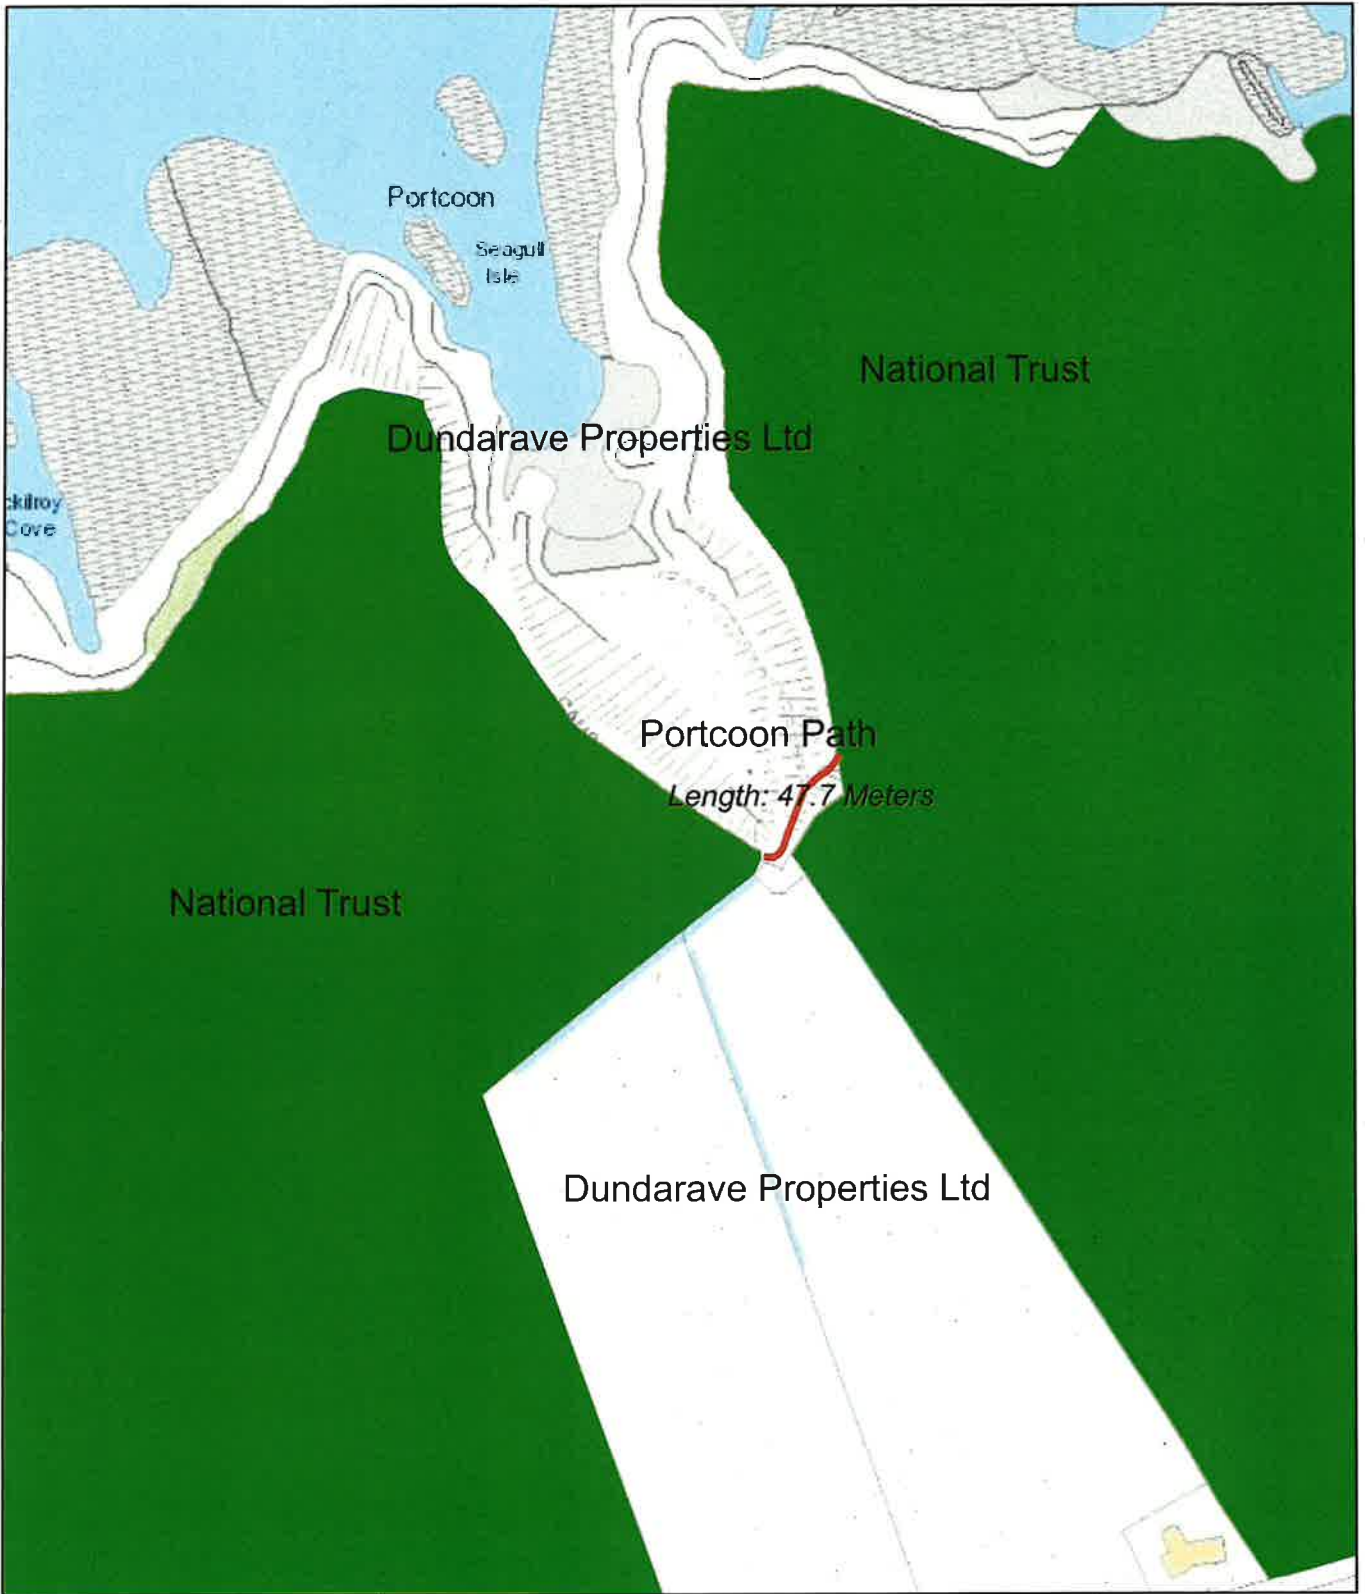 Portcoon
Seagull
Isle
National Trust
Dundarave Properties Ltd
Cove
Portcoon Path
Length: 47.7 Meters
National Trust
Dundarave Properties Ltd